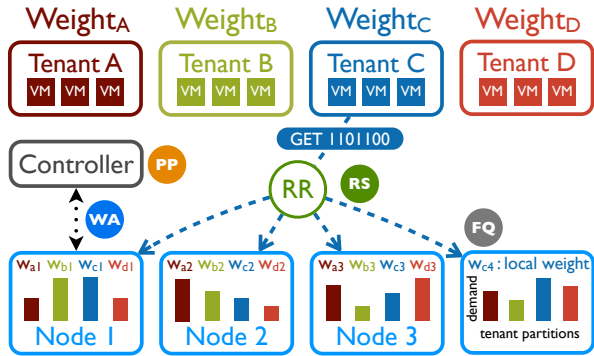 WeightA WeightB WeightC WeightD
Tenant A Tenant B Tenant C Tenant D
VM VM VM VM VM VM VM VM VM VM VM VM
GET 1101100
Controller PP
RR RS
WA FQ
wa1 wb1 wc1 wd1 wa2 wb2 wc2 wd2 wa3 wb3 wc3 wd3 wc4 : local weight
demand
tenant partitions
Node 1 Node 2 Node 3